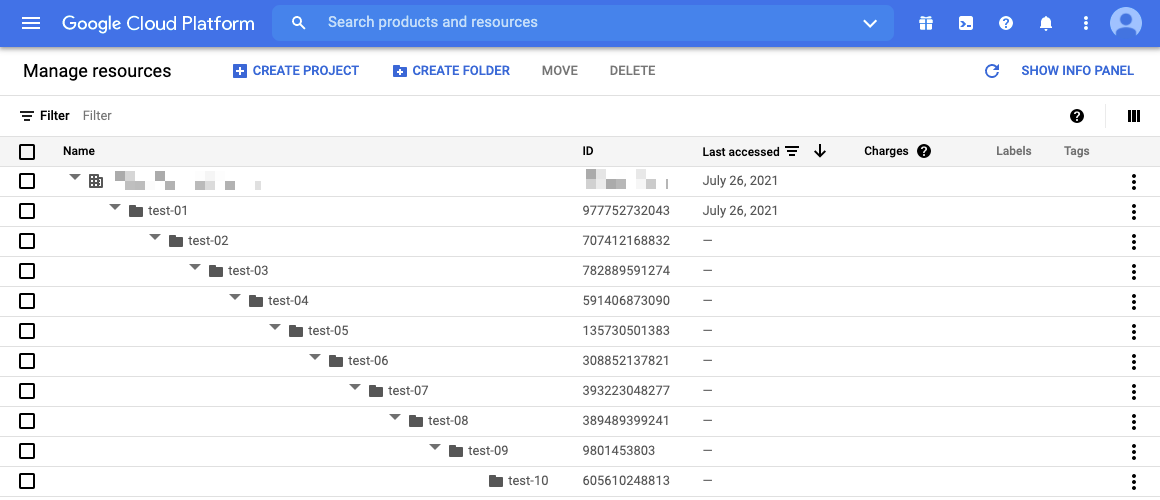 Google Cloud Platform Search products and resources
Manage resources CREATE PROJECT CREATE FOLDER MOVE DELETE SHOW INFO PANEL
Filter Filter
Name ID Last accessed Charges Labels Tags
July 26, 2021
test-01 977752732043 July 26, 2021
test-02 707412168832 —
test-03 782889591274 —
test-04 591406873090 —
test-05 135730501383 —
test-06 308852137821 —
test-07 393223048277 —
test-08 389489399241 —
test-09 9801453803 —
test-10 605610248813 —